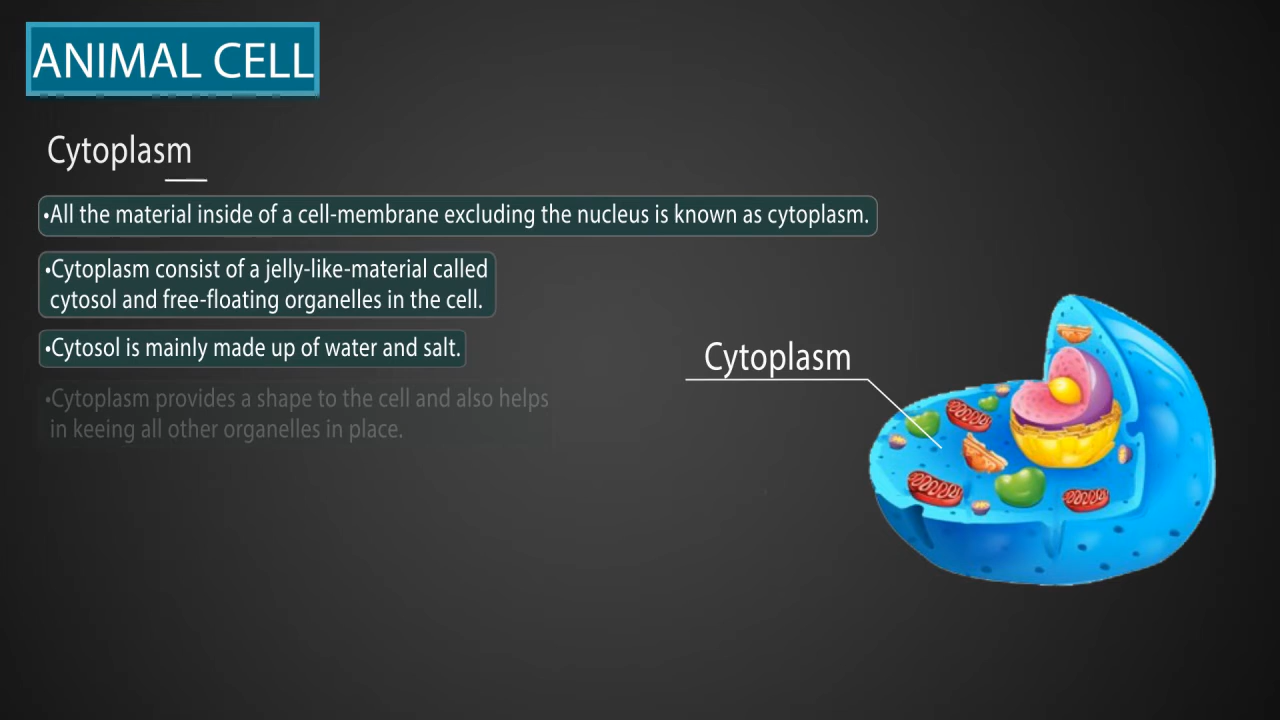 ANIMAL CELL
Cytoplasm
•All the material inside of a cell-membrane excluding the nucleus is known as cytoplasm.
•Cytoplasm consist of a jelly-like-material called
cytosol and free-floating organelles in the cell.
•Cytosol is mainly made up of water and salt.
Cytoplasm
•Cytoplasm provides a shape to the cell and also helps
in keeing all other organelles in place.